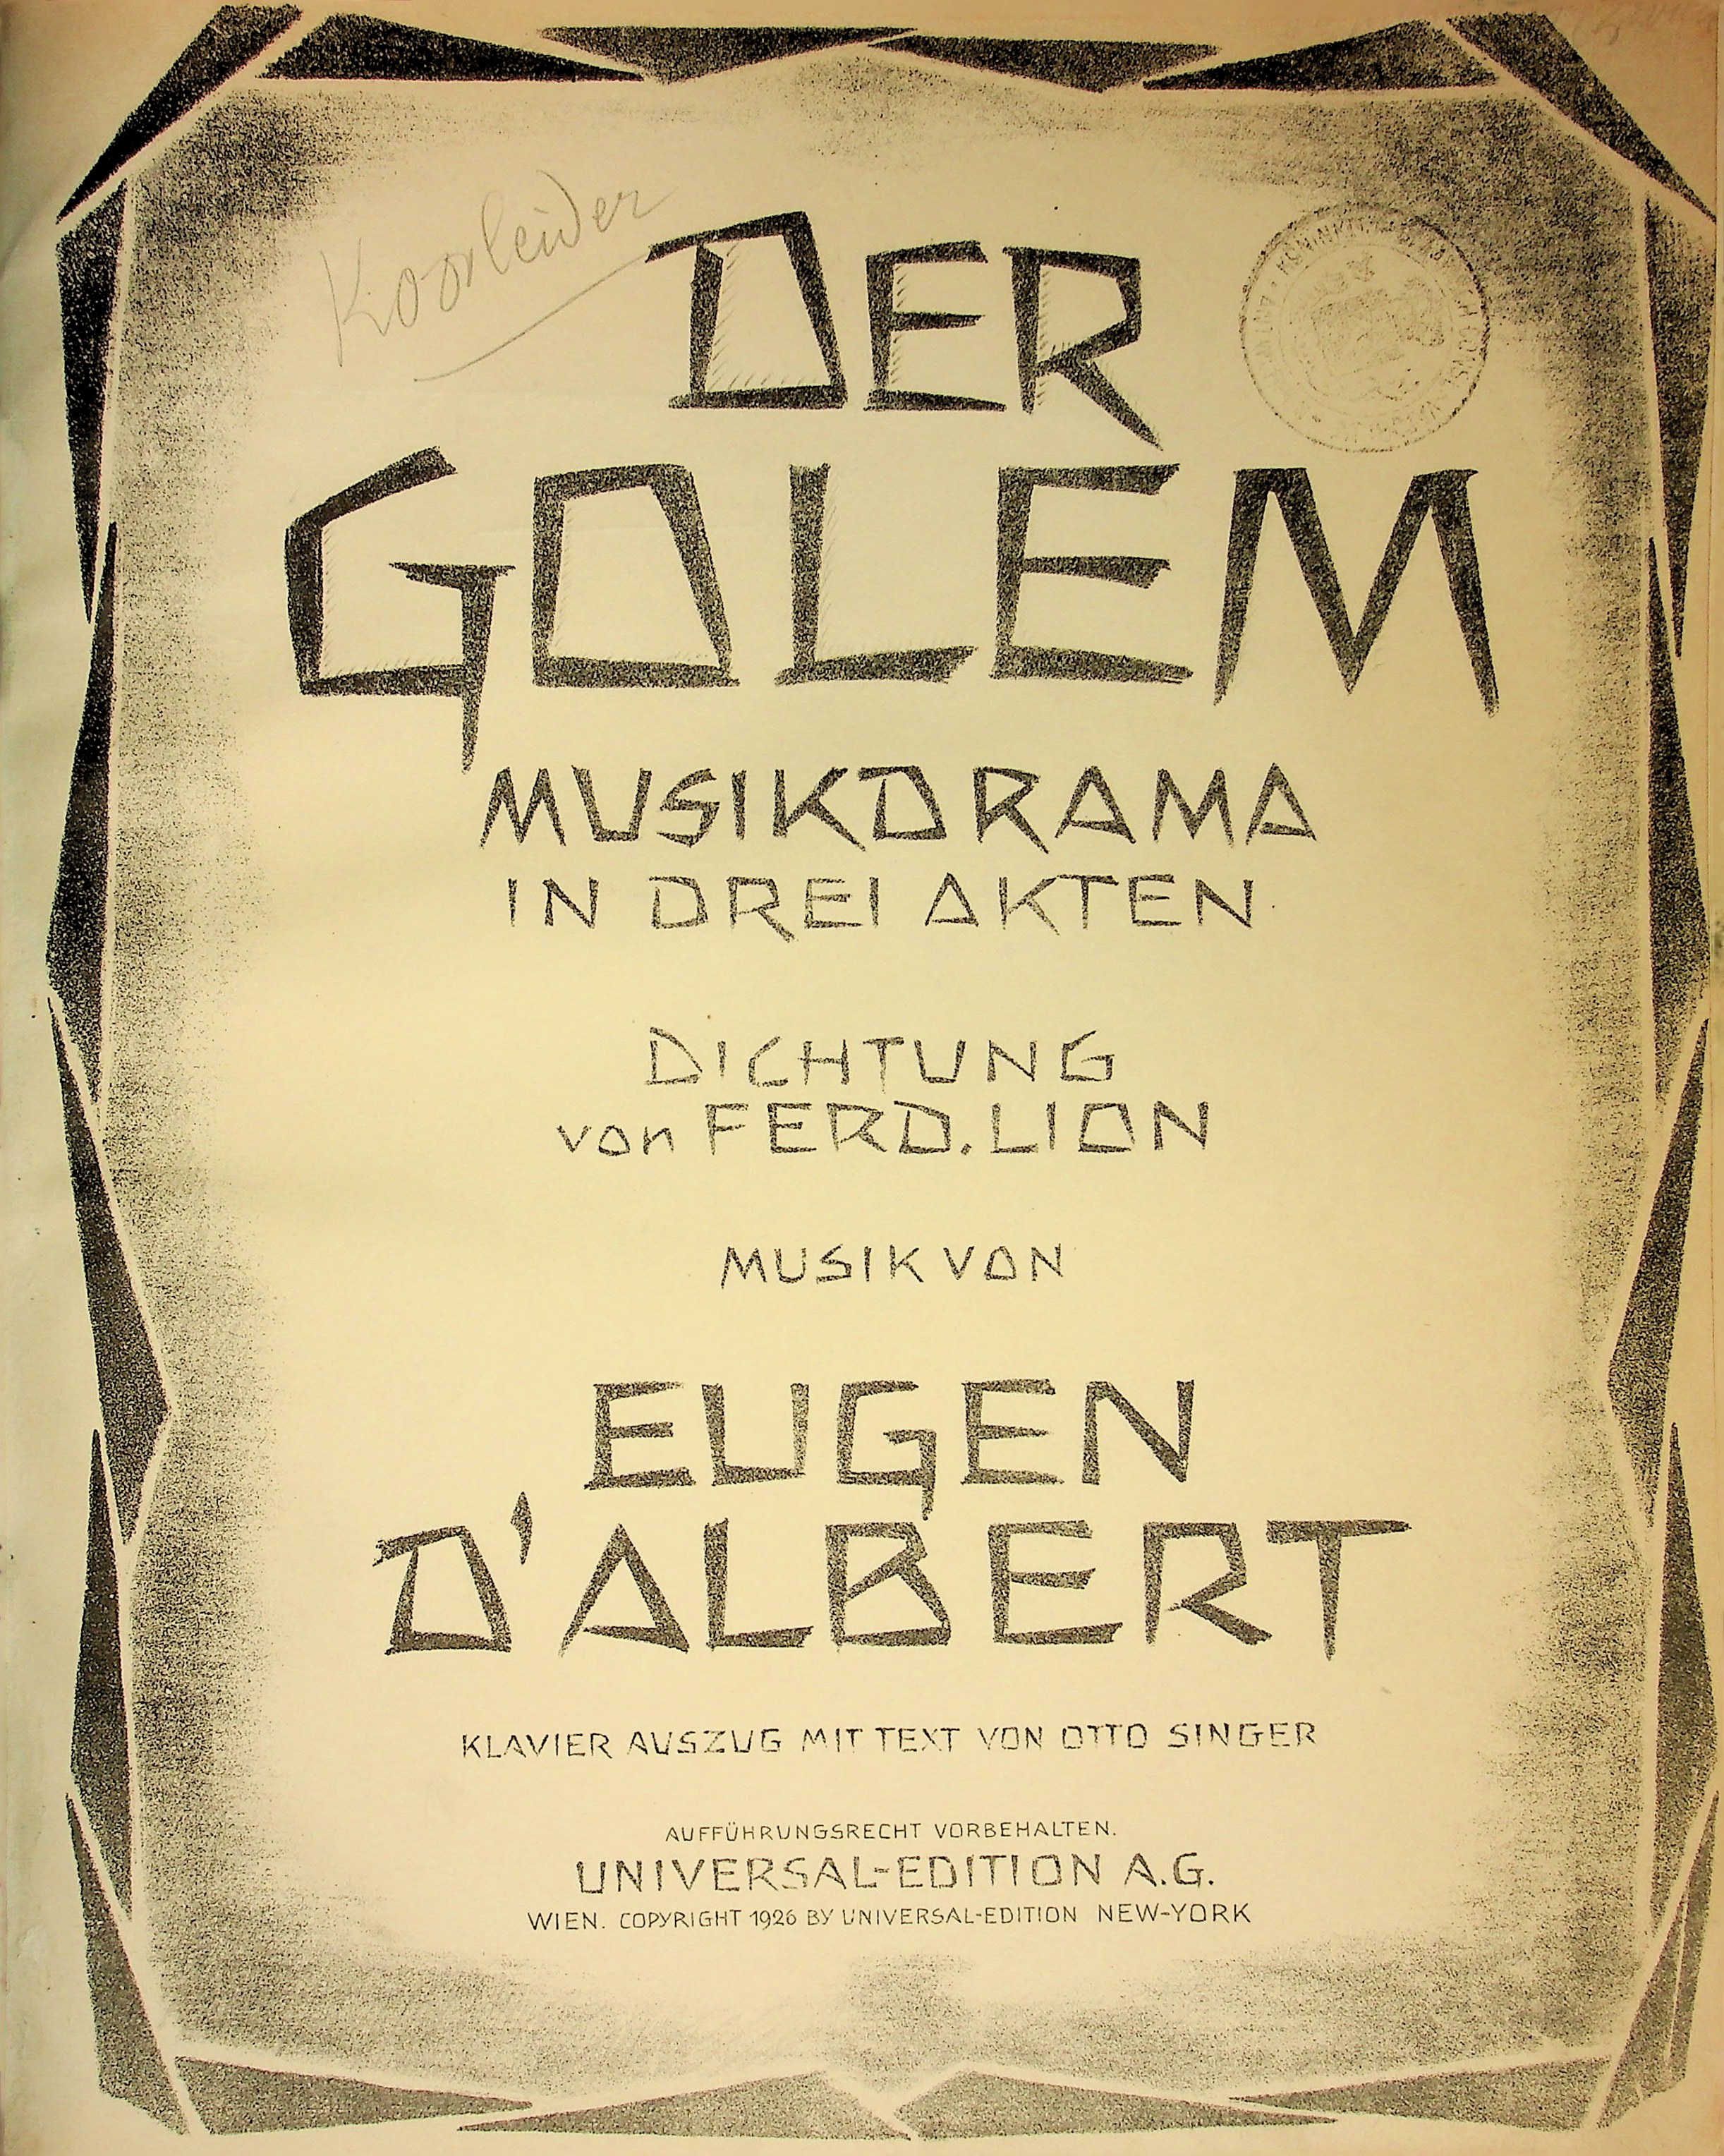 Koorleider
DER
GOLEM
MUSIKDRAMA
IN DREI AKTEN
DICHTUNG
von FERD. LION
MUSIK VON
EUGEN
D'ALBERT
KLAVIER AUSZUG MIT TEXT VON OTTO SINGER
AUFFÜHRUNGSRECHT VORBEHALTEN.
UNIVERSAL-EDITION A.G.
WIEN. COPYRIGHT 1926 BY UNIVERSAL-EDITION NEW-YORK